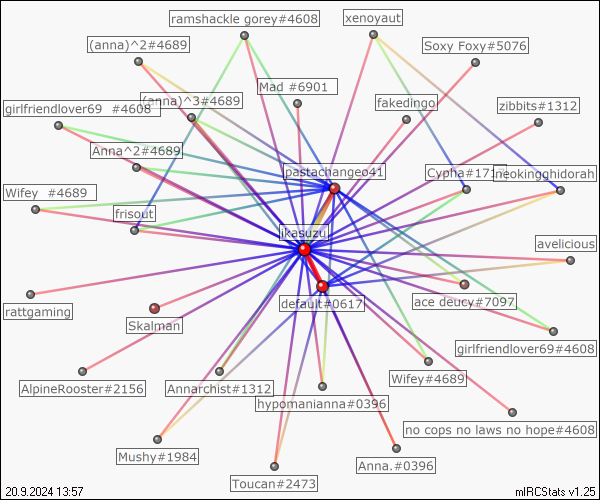 ramshackle gorey#4608
xenoyaut
(anna)^2#4689
Soxy Foxy#5076
Mad #6901
(anna)^3#4689
fakedingo
zibbits#1312
girlfriendlover69 #4608
Anna^2#4689
pastachangeo41
Cypha#171
neokingghidorah
Wifey #4689
frisout
ikasuzu
avelicious
rattgaming
Skalman
default#0617
ace deucy#7097
girlfriendlover69#4608
AlpineRooster#2156
Annarchist#1312
Wifey#4689
hypomanianna#0396
no cops no laws no hope#4608
Mushy#1984
Anna.#0396
Toucan#2473
20.9.2024 13:57
mIRCStats v1.25